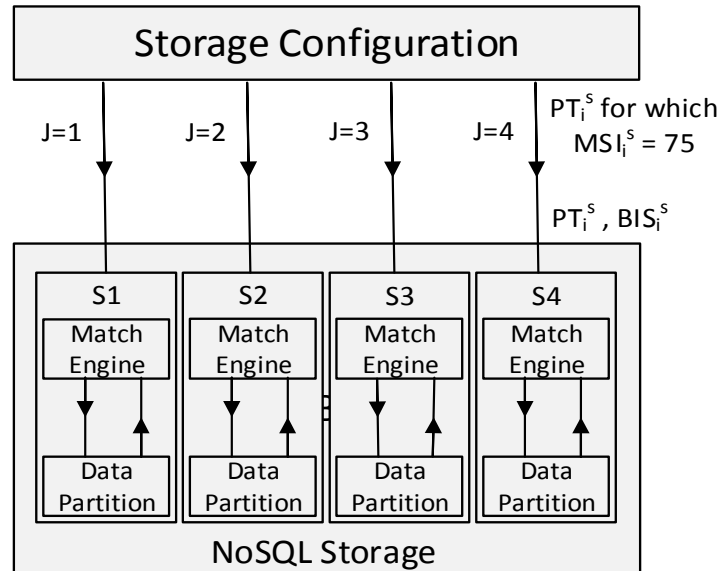 Storage Configuration
J=1
J=2
J=3
J=4
PTᵢˢ for which
MSIᵢˢ = 75
PTᵢˢ , BISᵢˢ
S1
S2
S3
S4
Match
Engine
Match
Engine
Match
Engine
Match
Engine
Data
Partition
Data
Partition
Data
Partition
Data
Partition
NoSQL Storage